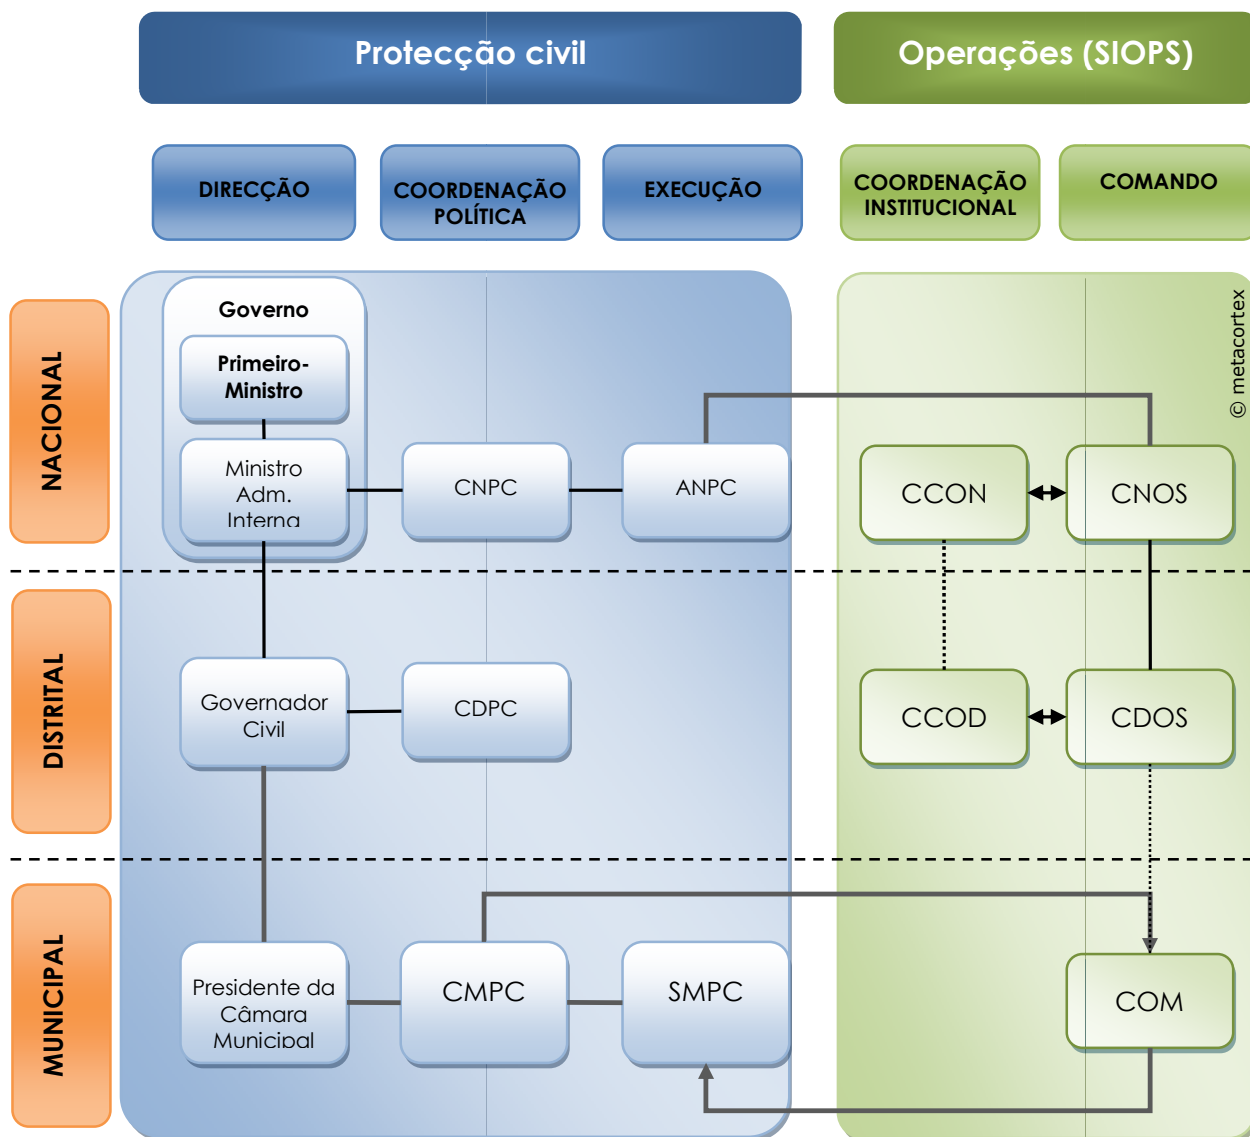 Protecção civil
Operações (SIOPS)
DIRECÇÃO
COORDENAÇÃO
POLÍTICA
EXECUÇÃO
COORDENAÇÃO
INSTITUCIONAL
COMANDO
NACIONAL
Governo
Primeiro-
Ministro
Ministro
Adm.
Interna
CNPC
ANPC
CCON
CNOS
© metacortex
DISTRITAL
Governador
Civil
CDPC
CCOD
CDOS
MUNICIPAL
Presidente da
Câmara
Municipal
CMPC
SMPC
COM